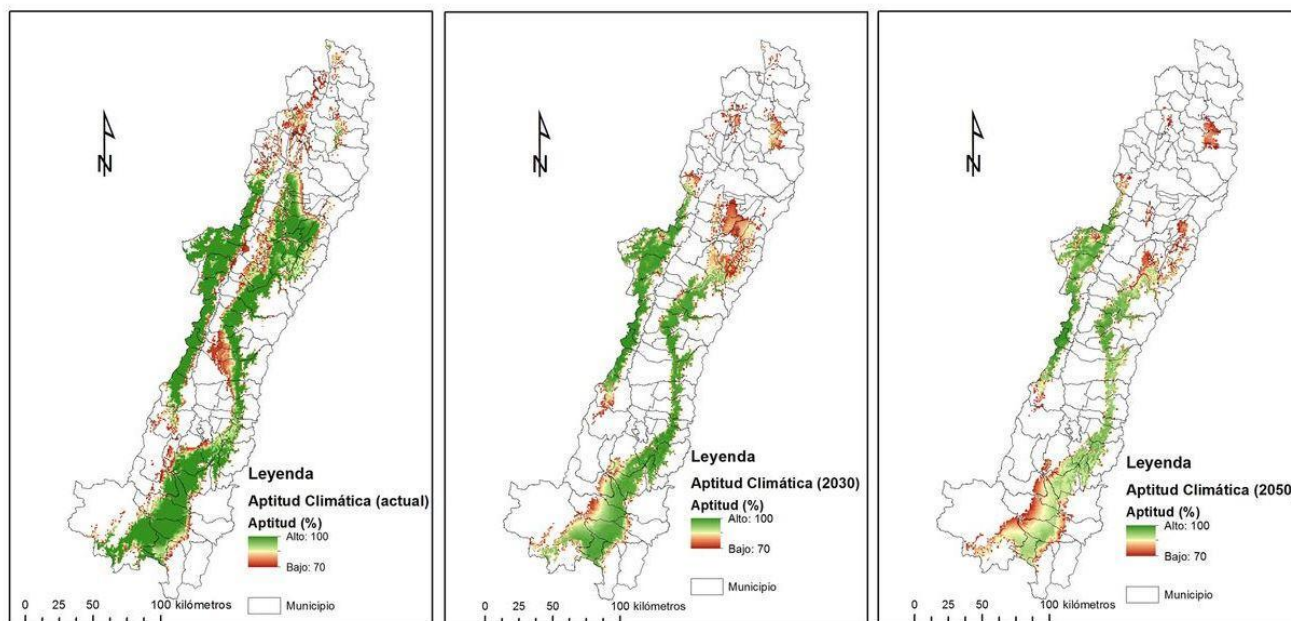 N
Leyenda
Aptitud Climática (actual)
Aptitud (%)
Alto: 100
Bajo: 70
Municipio
0 25 50 100 kilómetros
N
Leyenda
Aptitud Climática (2030)
Aptitud (%)
Alto: 100
Bajo: 70
Municipio
0 25 50 100 kilómetros
N
Leyenda
Aptitud Climática (2050)
Aptitud (%)
Alto: 100
Bajo: 70
Municipio
0 25 50 100 kilómetros